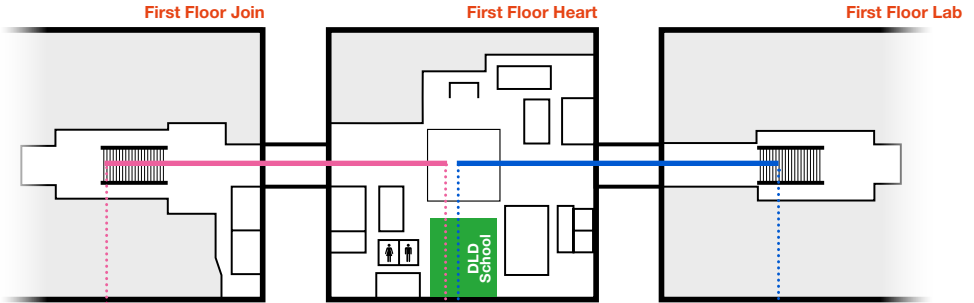 First Floor Join
First Floor Heart
First Floor Lab
DLD
School